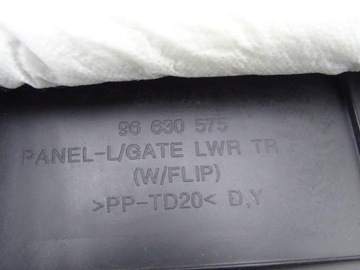 96 630 575
PANEL-L/GATE LWR TR
(W/FLIP)
>PP-TD20< D,Y